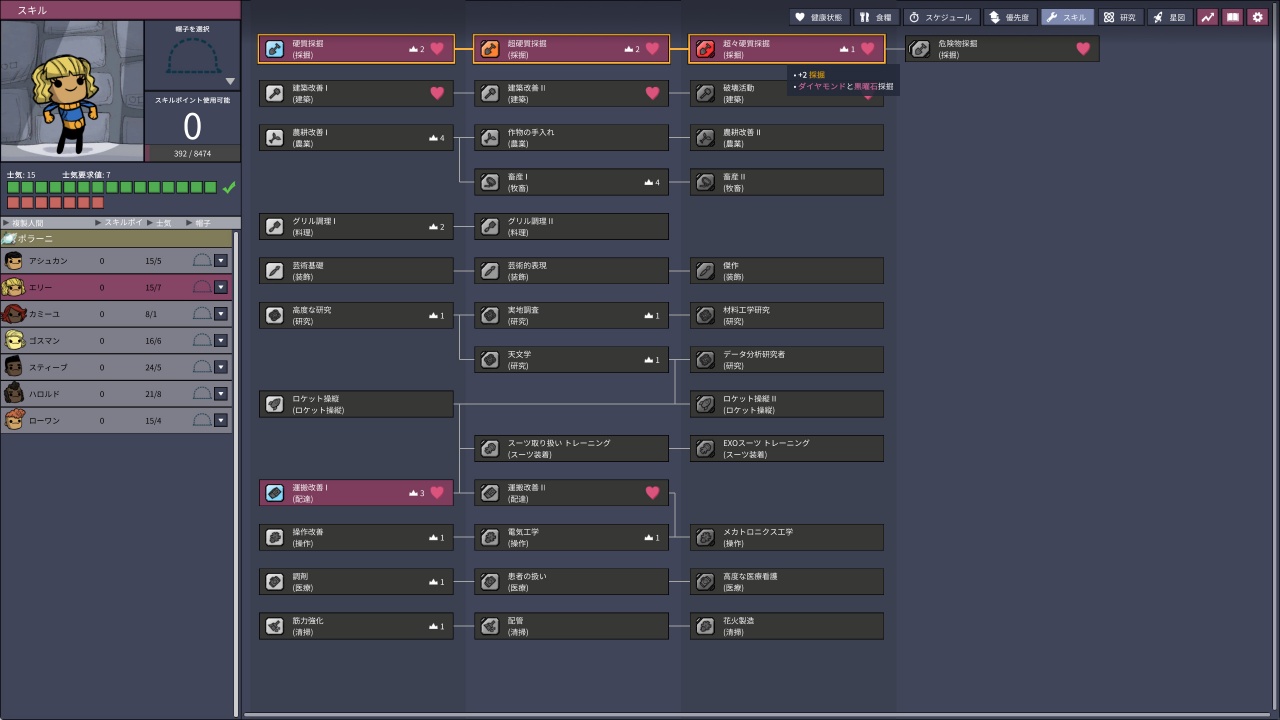 スキル
健康状態
食糧
スケジュール
優先度
スキル
研究
星図
帽子を選択
スキルポイント使用可能
0
392 / 8474
士気: 15
士気要求値: 7
複製人間
スキルポイ
士気
帽子
ボラーニ
アシュカン 0 15/5
エリー 0 15/7
カミーユ 0 8/1
ゴスマン 0 16/6
スティーブ 0 24/5
ハロルド 0 21/8
ローワン 0 15/4
硬質採掘
(採掘)
2
超硬質採掘
(採掘)
2
超々硬質採掘
(採掘)
1
危険物採掘
(採掘)
• +2 採掘
• ダイヤモンドと黒曜石採掘
建築改善 I
(建築)
建築改善 II
(建築)
破壊活動
(建築)
農耕改善 I
(農業)
4
作物の手入れ
(農業)
農耕改善 II
(農業)
畜産 I
(牧畜)
4
畜産 II
(牧畜)
グリル調理 I
(料理)
2
グリル調理 II
(料理)
芸術基礎
(装飾)
芸術的表現
(装飾)
傑作
(装飾)
高度な研究
(研究)
1
実地調査
(研究)
1
材料工学研究
(研究)
天文学
(研究)
1
データ分析研究者
(研究)
ロケット操縦
(ロケット操縦)
ロケット操縦 II
(ロケット操縦)
スーツ取り扱い トレーニング
(スーツ装着)
EXOスーツ トレーニング
(スーツ装着)
運搬改善 I
(配達)
3
運搬改善 II
(配達)
操作改善
(操作)
1
電気工学
(操作)
1
メカトロニクス工学
(操作)
調剤
(医療)
1
患者の扱い
(医療)
高度な医療看護
(医療)
筋力強化
(清掃)
1
配管
(清掃)
花火製造
(清掃)